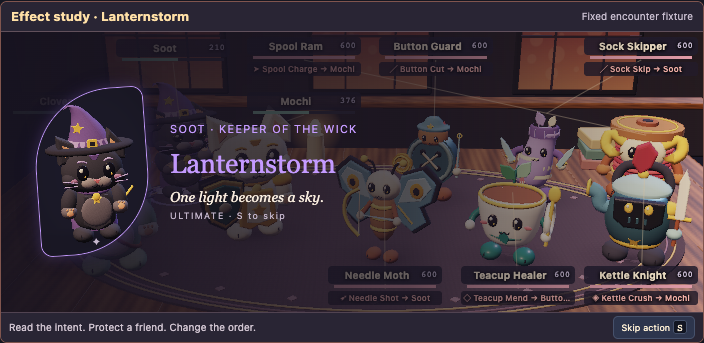 Effect study · Lanternstorm
Fixed encounter fixture
Soot 210
Spool Ram 600
➤ Spool Charge → Mochi
Button Guard 600
⟋ Button Cut → Mochi
Sock Skipper 600
⟋ Sock Skip → Soot
Mochi 376
SOOT · KEEPER OF THE WICK
Lanternstorm
One light becomes a sky.
ULTIMATE · S to skip
Needle Moth 600
➶ Needle Shot → Soot
Teacup Healer 600
◇ Teacup Mend → Butto...
Kettle Knight 600
◈ Kettle Crush → Mochi
Read the intent. Protect a friend. Change the order.
Skip action S